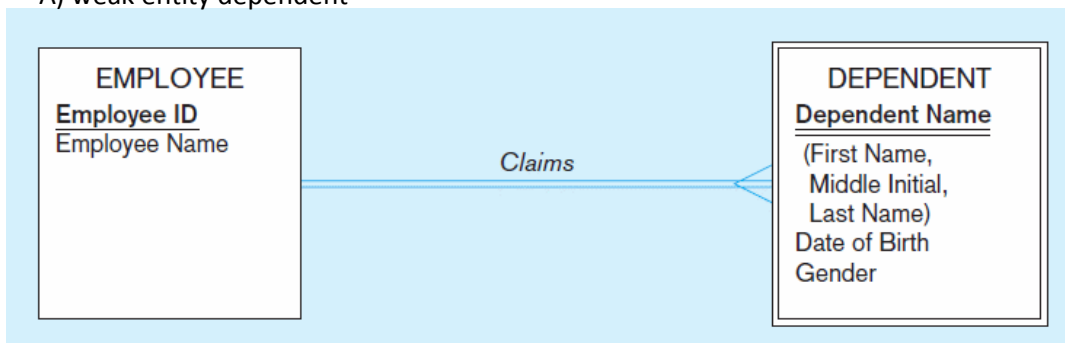 A) weak entity dependent
EMPLOYEE
Employee ID
Employee Name
Claims
DEPENDENT
Dependent Name
(First Name,
Middle Initial,
Last Name)
Date of Birth
Gender